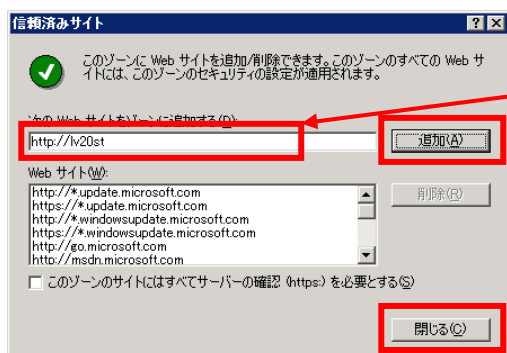 信頼済みサイト
このゾーンに Web サイトを追加/削除できます。このゾーンのすべての Web サ
イトには、このゾーンのセキュリティの設定が適用されます。
次の Web サイトをゾーンに追加する(D):
http://lv20st
追加(A)
Web サイト(W):
http://*.update.microsoft.com
https://*.update.microsoft.com
http://*.windowsupdate.microsoft.com
https://*.windowsupdate.microsoft.com
http://go.microsoft.com
http://msdn.microsoft.com
削除(R)
このゾーンのサイトにはすべてサーバーの確認 (https:) を必要とする(S)
閉じる(C)